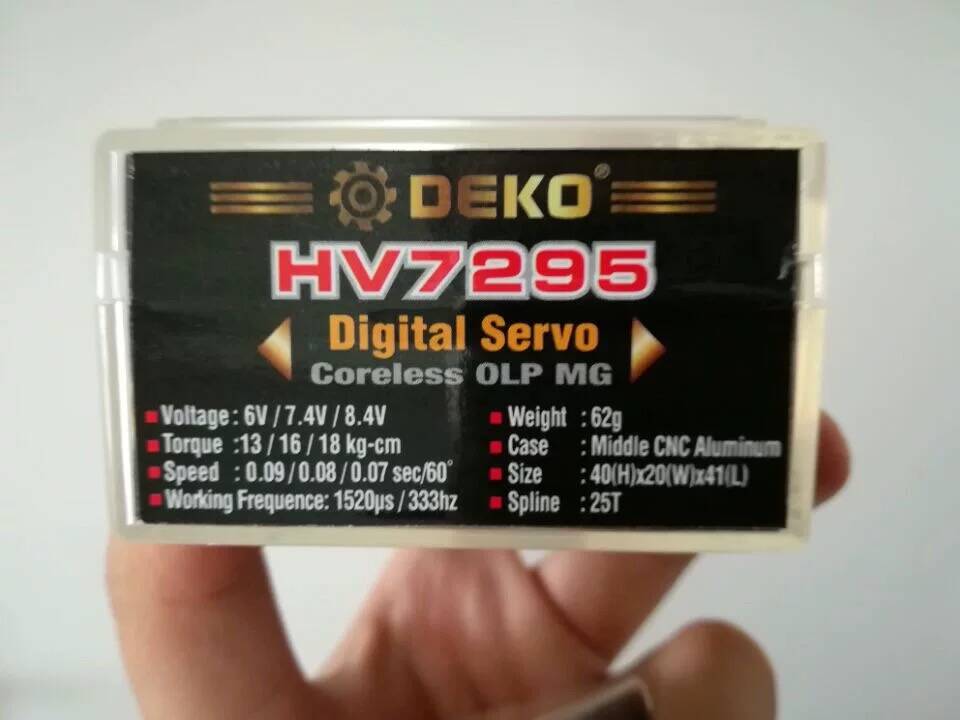 DEKO®
HV7295
Digital Servo
Coreless OLP MG
Voltage : 6V / 7.4V / 8.4V
Torque :13 / 16 / 18 kg-cm
Speed : 0.09 / 0.08 / 0.07 sec/60°
Working Frequence: 1520μs / 333hz
Weight : 62g
Case : Middle CNC Aluminum
Size : 40(H)x20(W)x41(L)
Spline : 25T